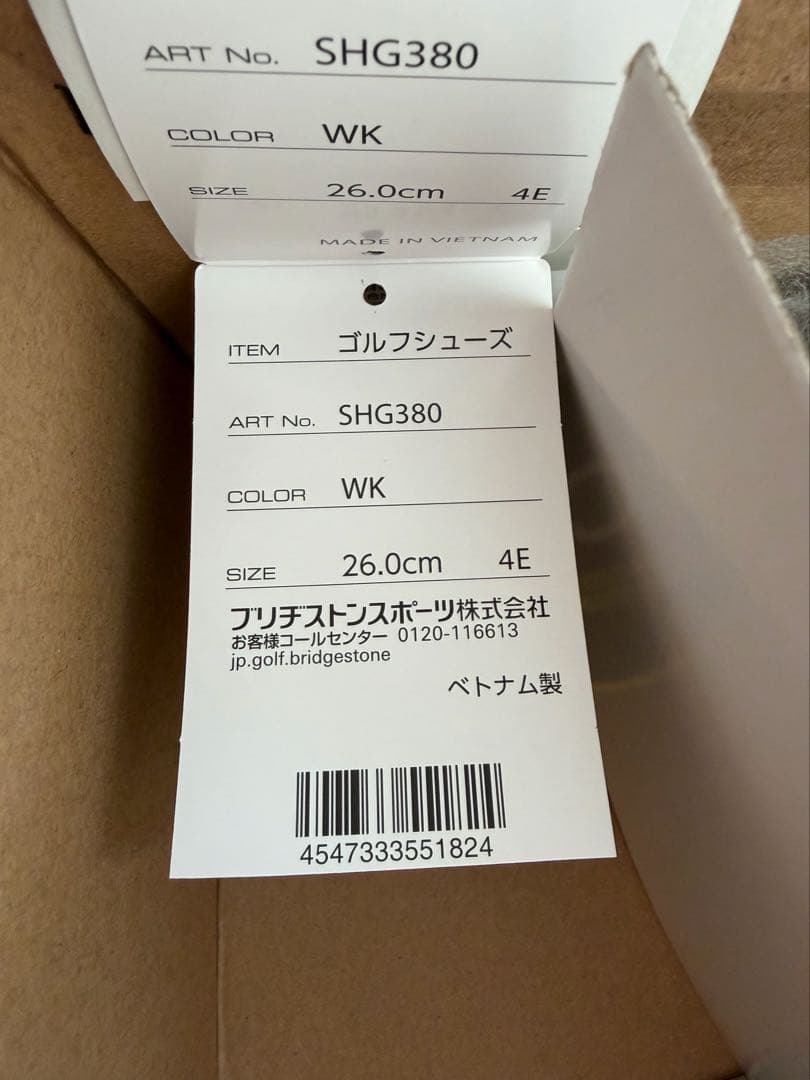 ART No. SHG380
COLOR WK
SIZE 26.0cm 4E
MADE IN VIETNAM
ITEM ゴルフシューズ
ART No. SHG380
COLOR WK
SIZE 26.0cm 4E
ブリヂストンスポーツ株式会社
お客様コールセンター 0120-116613
jp.golf.bridgestone
ベトナム製
4547333551824